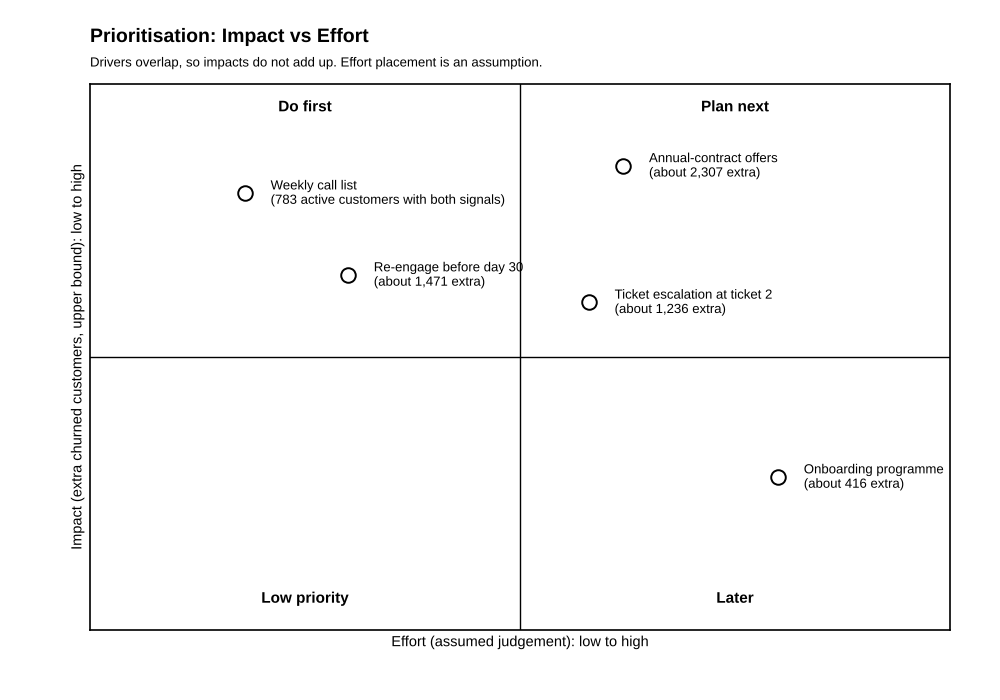 Prioritisation: Impact vs Effort
Drivers overlap, so impacts do not add up. Effort placement is an assumption.
Do first
Plan next
Annual-contract offers
(about 2,307 extra)
Weekly call list
(783 active customers with both signals)
Re-engage before day 30
(about 1,471 extra)
Ticket escalation at ticket 2
(about 1,236 extra)
Impact (extra churned customers, upper bound): low to high
Onboarding programme
(about 416 extra)
Low priority
Later
Effort (assumed judgement): low to high